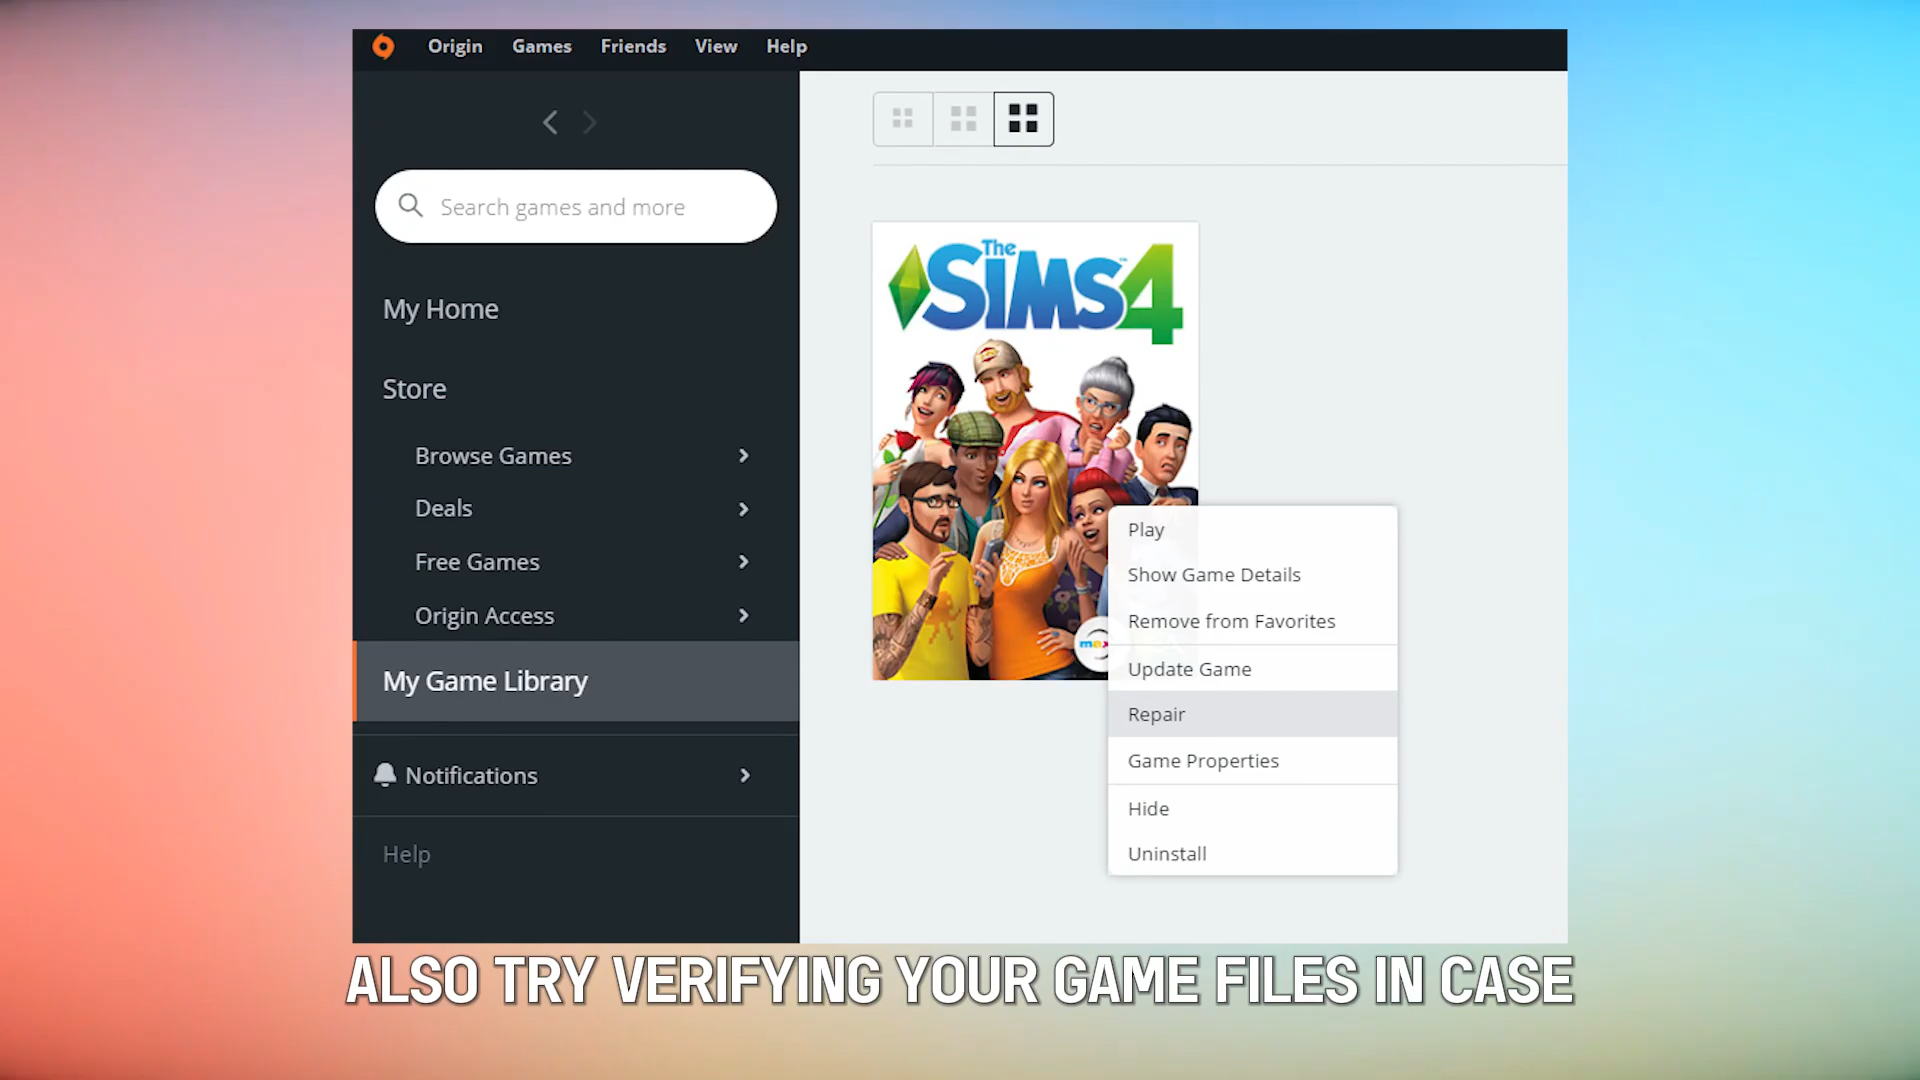 Origin Games Friends View Help
Search games and more
My Home
Store
Browse Games
Deals
Free Games
Origin Access
My Game Library
Notifications
Help
The
SiMS 4
Play
Show Game Details
Remove from Favorites
Update Game
Repair
Game Properties
Hide
Uninstall
ALSO TRY VERIFYING YOUR GAME FILES IN CASE